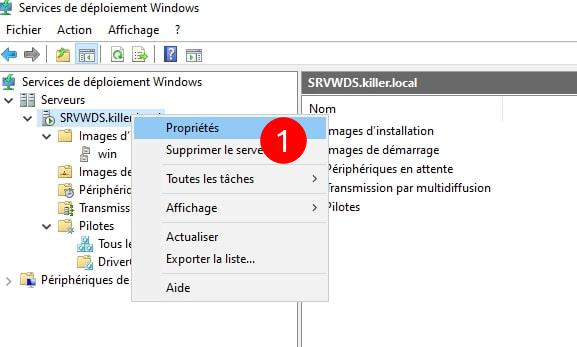 Services de déploiement Windows
Fichier Action Affichage ?
Services de déploiement Windows
Serveurs
SRVWDS.killer.local
Images d'
win
Images de
Périphériq
Transmiss
Pilotes
Tous le
Driver
Périphériques de
Propriétés
Supprimer le serve
Toutes les tâches
Affichage
Actualiser
Exporter la liste...
Aide
1
SRVWDS.killer.local
Nom
Images d'installation
Images de démarrage
Périphériques en attente
Transmission par multidiffusion
Pilotes